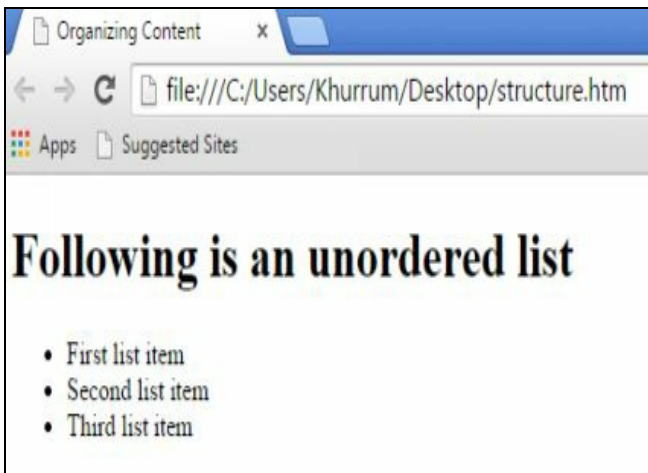 Organizing Content
file:///C:/Users/Khurrum/Desktop/structure.htm
Apps Suggested Sites
Following is an unordered list
• First list item
• Second list item
• Third list item